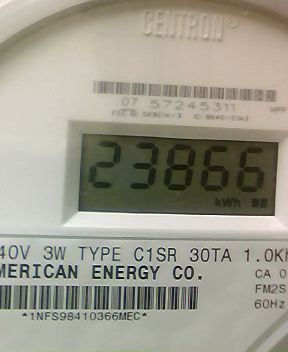 CENTRON
07 57245311
23866
kWh
40V 3W TYPE C1SR 30TA 1.0K
MERICAN ENERGY CO.
CA 0
FM2S
60Hz
*1NFS98410366MEC*